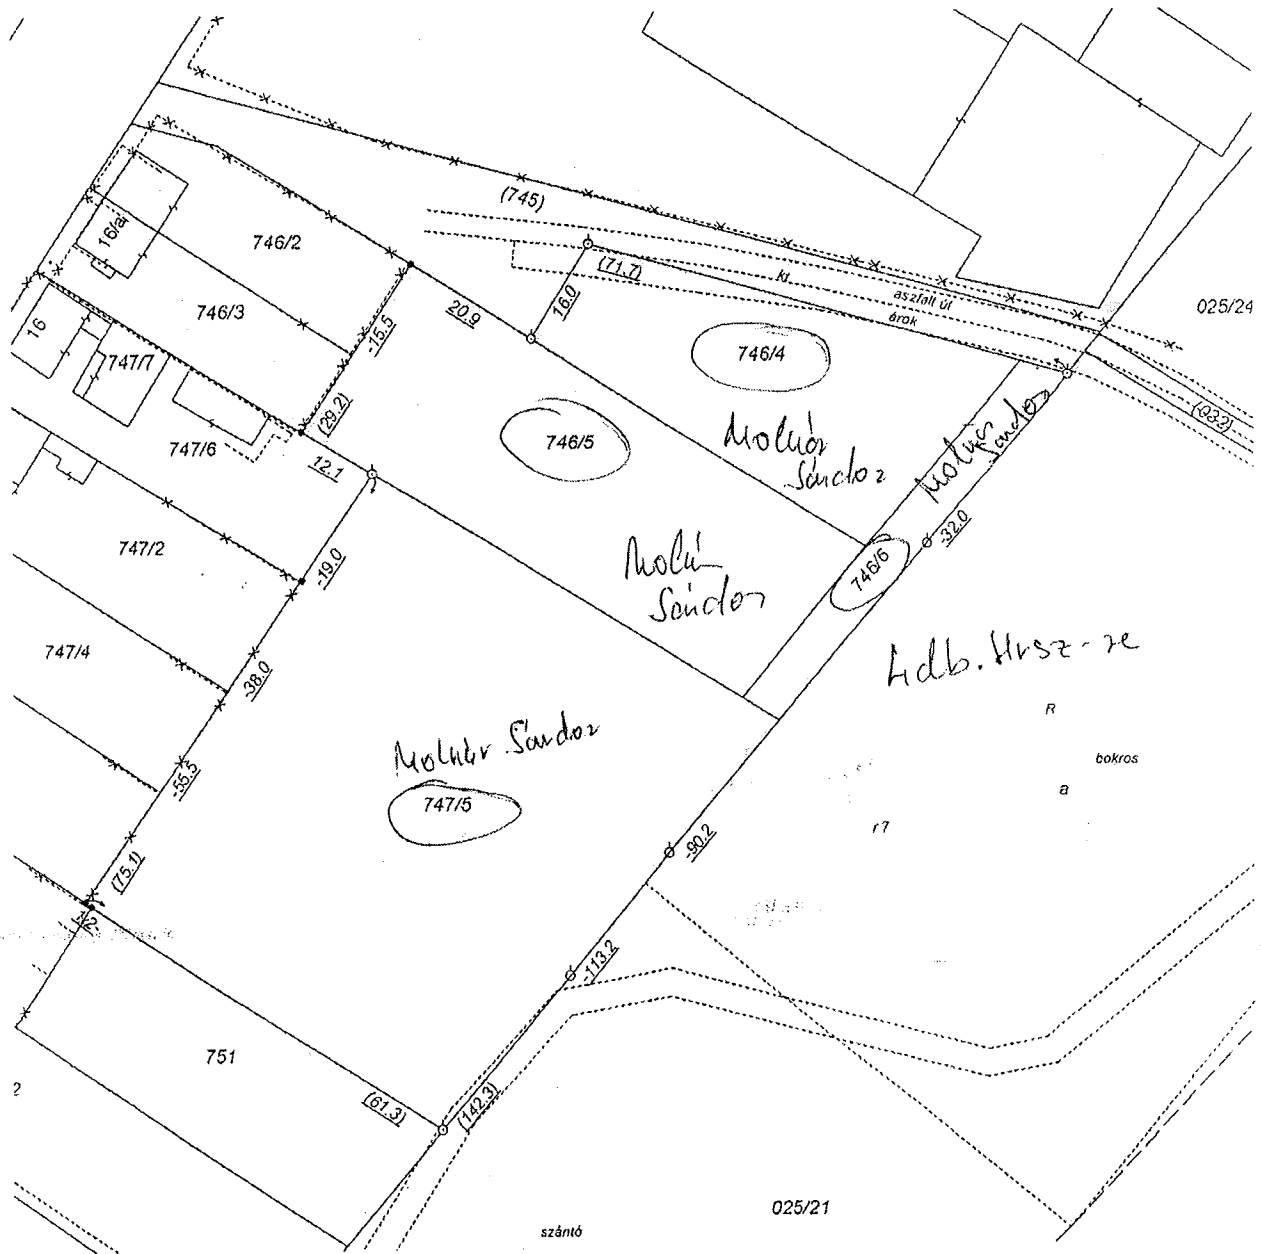 (745)
025/24
16/a
746/2
(71.7)
kj.
aszfalt út
árok
746/3
-15.5
20.9
16.0
746/4
16
747/7
(29.2)
746/5
Molnár
Sándor
Molnár
Sándor
(032)
747/6
12.1
-32.0
747/2
-19.0
Molnár
Sándor
746/6
747/4
-38.0
R
bokros
a
Molnár Sándor
747/5
-55.5
r7
(75.1)
-90.2
7.2
-113.2
751
2
(61.3)
(142.3)
025/21
szántó